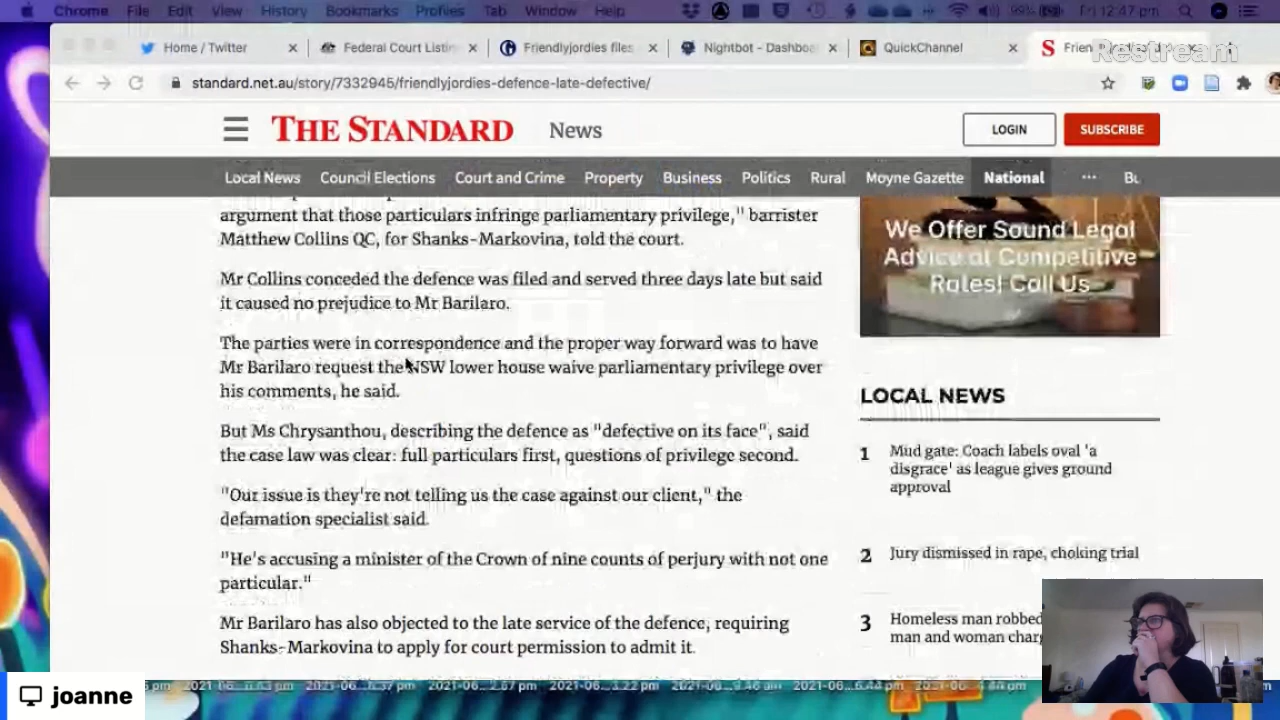 Chrome File Edit View History Bookmarks Profiles Tab Window Help 99% Fri 12:47 pm
Home / Twitter
Federal Court Listin
Friendlyjordies files
Nightbot - Dashboa
QuickChannel
Restream
standard.net.au/story/7332945/friendlyjordies-defence-late-defective/
THE STANDARD News
LOGIN
SUBSCRIBE
Local News Council Elections Court and Crime Property Business Politics Rural Moyne Gazette National ... Bu
argument that those particulars infringe parliamentary privilege," barrister
Matthew Collins QC, for Shanks-Markovina, told the court.
Mr Collins conceded the defence was filed and served three days late but said
it caused no prejudice to Mr Barilaro.
The parties were in correspondence and the proper way forward was to have
Mr Barilaro request the NSW lower house waive parliamentary privilege over
his comments, he said.
But Ms Chrysanthou, describing the defence as "defective on its face", said
the case law was clear: full particulars first, questions of privilege second.
"Our issue is they're not telling us the case against our client," the
defamation specialist said.
"He's accusing a minister of the Crown of nine counts of perjury with not one
particular."
Mr Barilaro has also objected to the late service of the defence, requiring
Shanks-Markovina to apply for court permission to admit it.
We Offer Sound Legal
Advice at Competitive
Rates! Call Us
LOCAL NEWS
1 Mud gate: Coach labels oval 'a
disgrace' as league gives ground
approval
2 Jury dismissed in rape, choking trial
3 Homeless man robbed
man and woman char
joanne